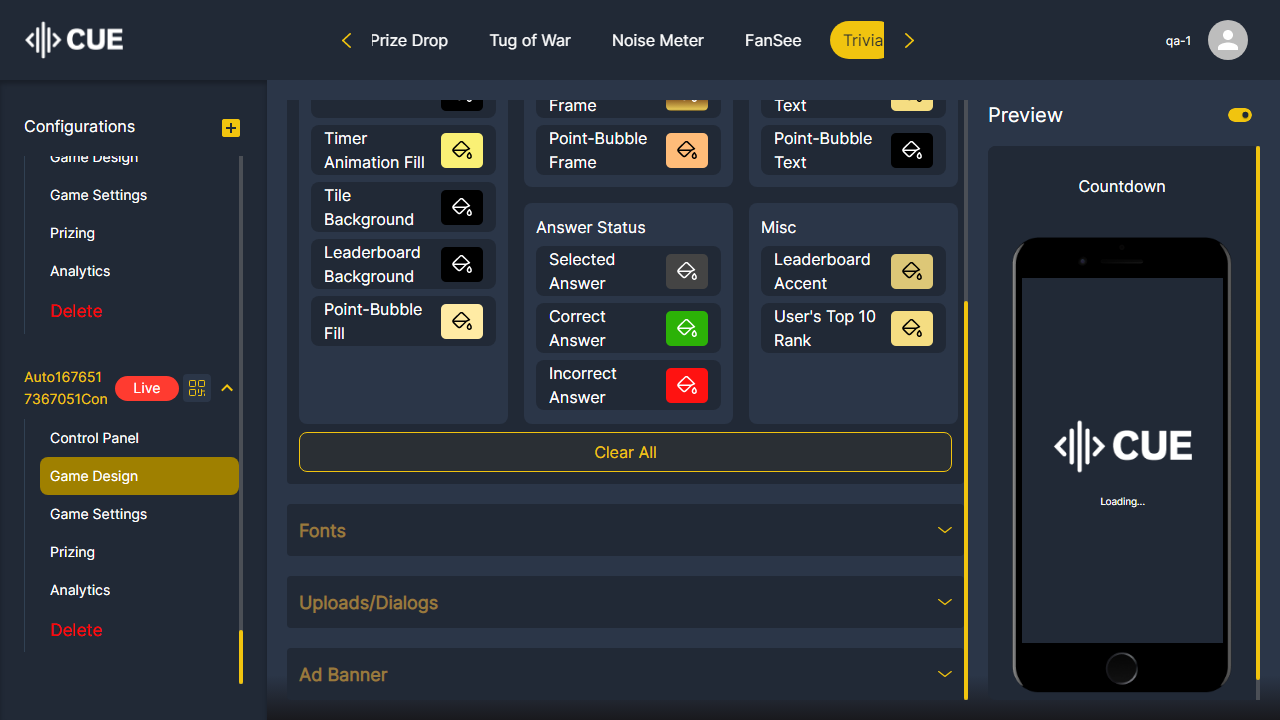 CUE
Prize Drop
Tug of War
Noise Meter
FanSee
Trivia
qa-1
Configurations
Game Design
Game Settings
Prizing
Analytics
Delete
Auto167651
7367051Con
Live
Control Panel
Game Design
Game Settings
Prizing
Analytics
Delete
Timer
Animation Fill
Tile
Background
Leaderboard
Background
Point-Bubble
Fill
Frame
Point-Bubble
Frame
Text
Point-Bubble
Text
Answer Status
Selected
Answer
Correct
Answer
Incorrect
Answer
Misc
Leaderboard
Accent
User's Top 10
Rank
Clear All
Fonts
Uploads/Dialogs
Ad Banner
Preview
Countdown
CUE
Loading...